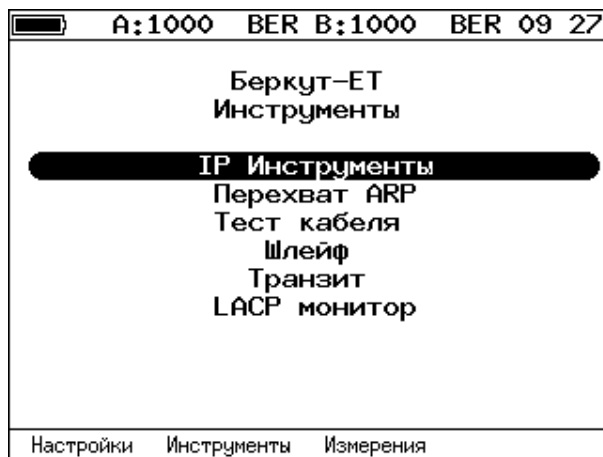 A:1000 BER B:1000 BER 09 27
Беркут-ET
Инструменты
IP Инструменты
Перехват ARP
Тест кабеля
Шлейф
Транзит
LACP монитор
Настройки Инструменты Измерения